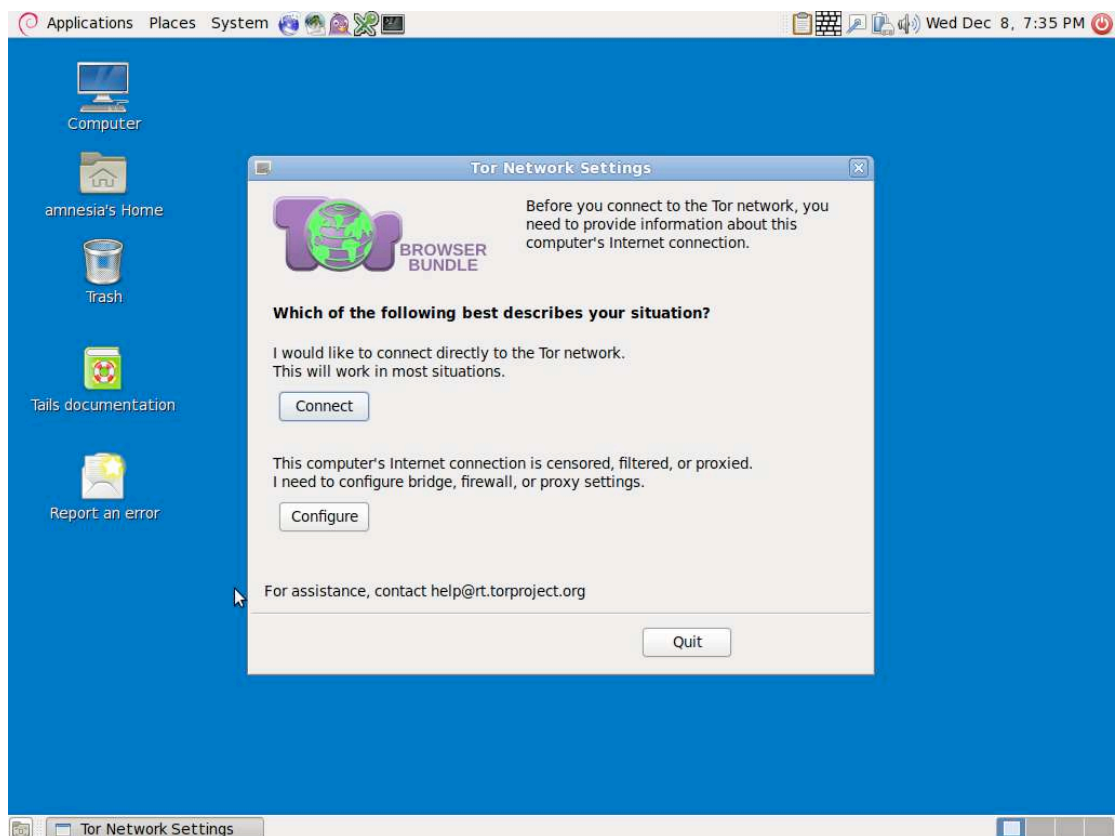 Applications Places System
Wed Dec 8, 7:35 PM
Computer
amnesia's Home
Trash
Tails documentation
Report an error
Tor Network Settings
Tor
BROWSER
BUNDLE
Before you connect to the Tor network, you
need to provide information about this
computer's Internet connection.
Which of the following best describes your situation?
I would like to connect directly to the Tor network.
This will work in most situations.
Connect
This computer's Internet connection is censored, filtered, or proxied.
I need to configure bridge, firewall, or proxy settings.
Configure
For assistance, contact help@rt.torproject.org
Quit
Tor Network Settings